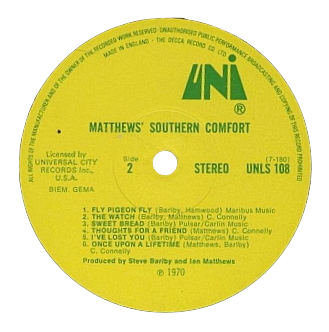 ALL RIGHTS OF THE MANUFACTURER AND OF THE OWNER OF THE RECORDED WORK RESERVED · UNAUTHORISED PUBLIC PERFORMANCE BROADCASTING AND COPYING OF THIS RECORD PROHIBITED
MADE IN ENGLAND · THE DECCA RECORD CO LTD
UNI
®
MATTHEWS' SOUTHERN COMFORT
Licensed by
UNIVERSAL CITY
RECORDS Inc.,
U.S.A.
BIEM. GEMA
Side
2
STEREO
(7-1801
UNLS 108
1. FLY PIGEON FLY (Barlby, Hamwood) Maribus Music
2. THE WATCH (Barlby, Matthews) C. Connelly
3. SWEET BREAD (Barlby) Pulsar/Carlin Music
4. THOUGHTS FOR A FRIEND (Matthews) C. Connelly
5. I'VE LOST YOU (Barlby) Pulsar/Carlin Music
6. ONCE UPON A LIFETIME (Matthews, Barlby)
C. Connelly
Produced by Steve Barlby and Ian Matthews
℗ 1970